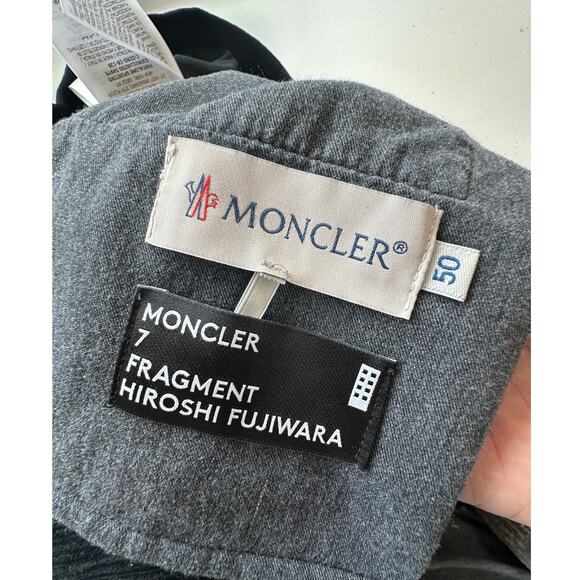 MONCLER®
50
MONCLER
7
FRAGMENT
HIROSHI FUJIWARA